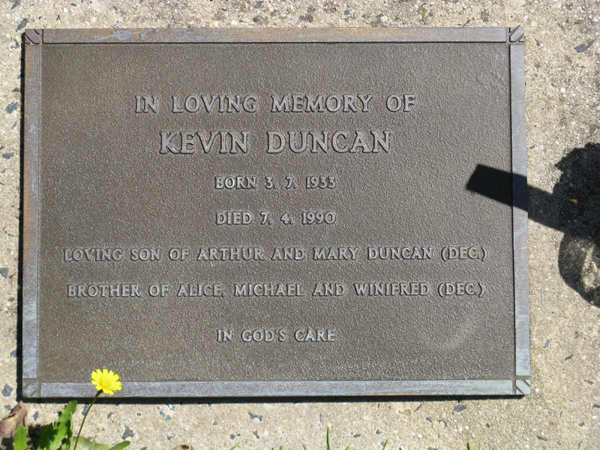 IN LOVING MEMORY OF
KEVIN DUNCAN
BORN 3. 7. 1933
DIED 7. 4. 1990
LOVING SON OF ARTHUR AND MARY DUNCAN (DEC.)
BROTHER OF ALICE, MICHAEL AND WINIFRED (DEC.)
IN GOD'S CARE